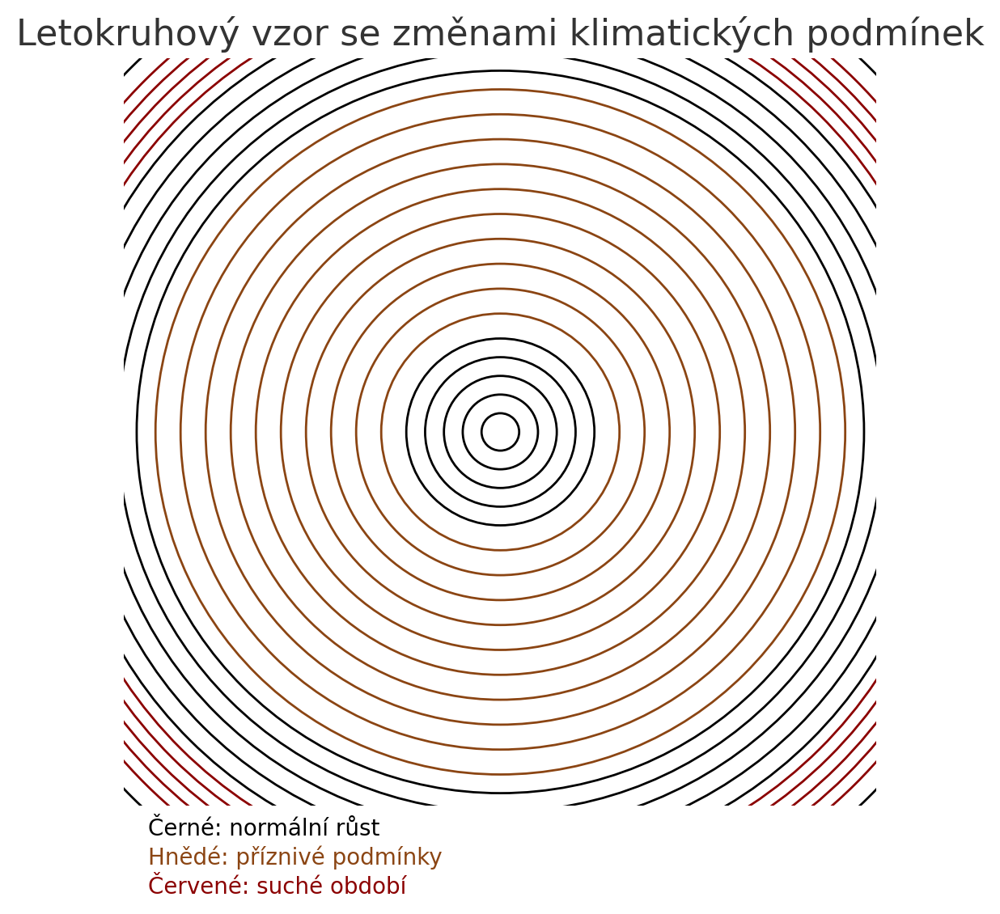 Letokruhový vzor se změnami klimatických podmínek
Černé: normální růst
Hnědé: příznivé podmínky
Červené: suché období